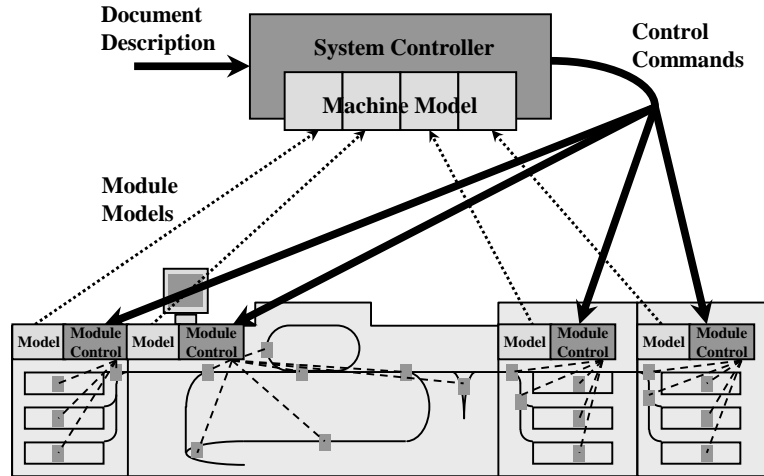 Document
Description
System Controller
Control
Commands
Machine Model
Module
Models
Model
Module
Control
Model
Module
Control
Model
Module
Control
Model
Module
Control